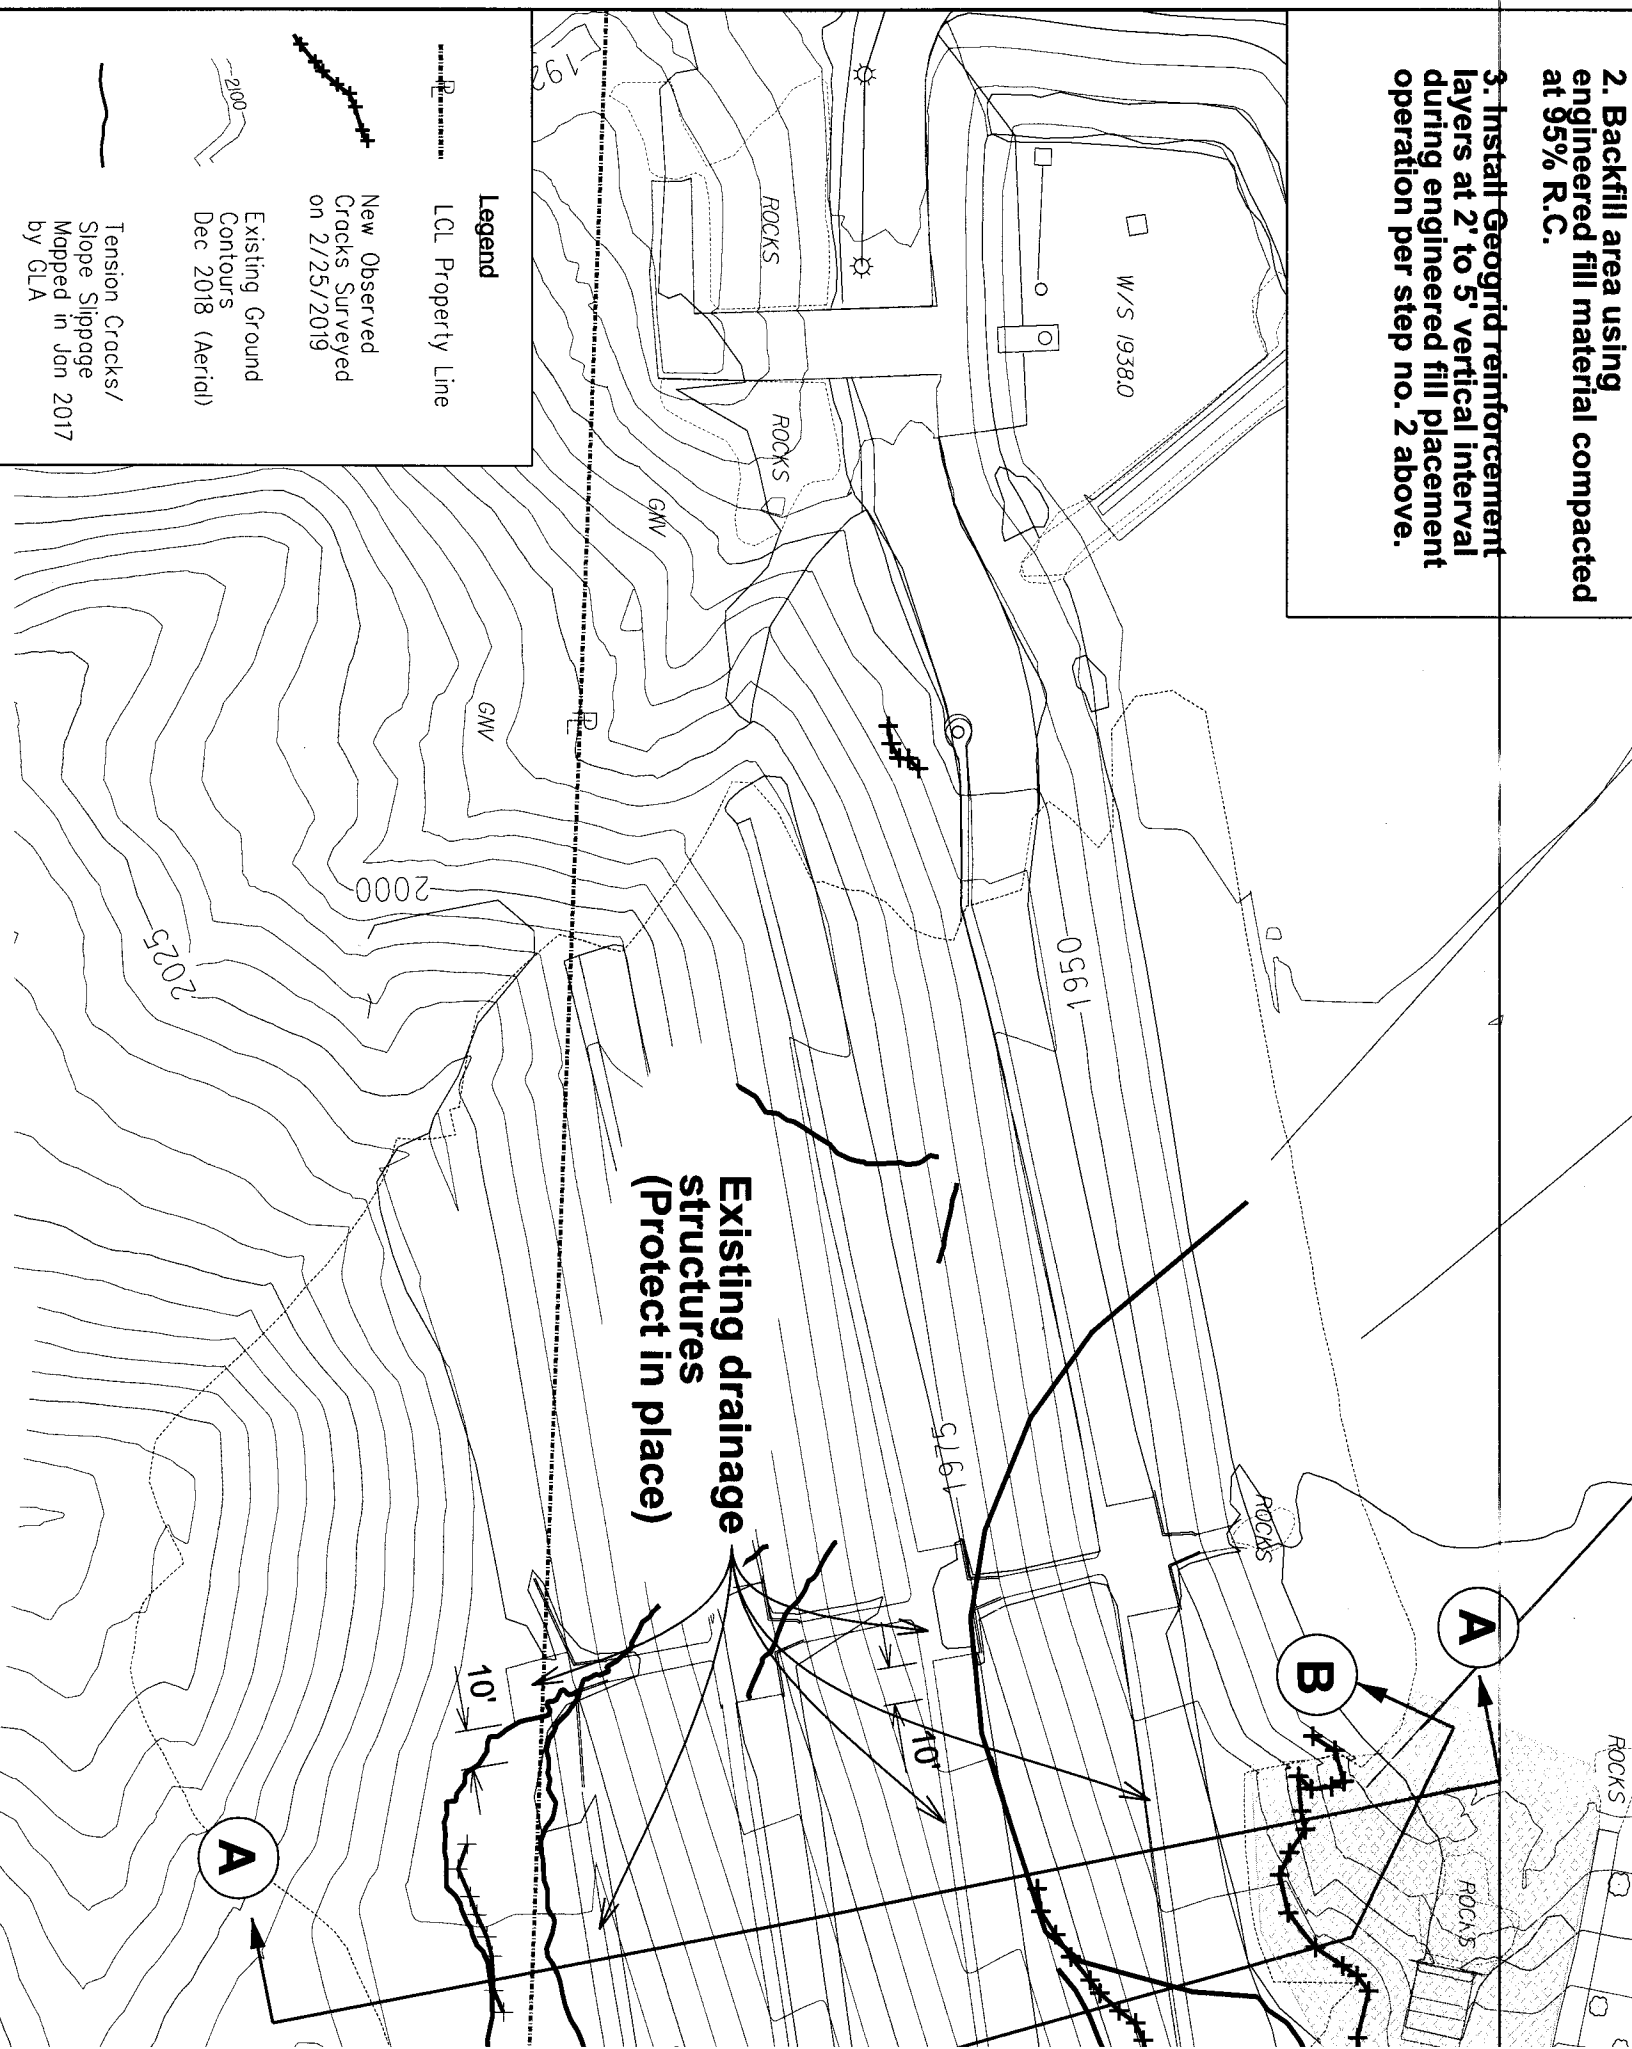 2. Backfill area using
engineered fill material compacted
at 95% R.C.
3. Install Geogrid reinforcement
layers at 2' to 5' vertical interval
during engineered fill placement
operation per step no. 2 above.
Legend
PL
LCL Property Line
New Observed
Cracks Surveyed
on 2/25/2019
2100
Existing Ground
Contours
Dec 2018 (Aerial)
Tension Cracks/
Slope Slippage
Mapped in Jan 2017
by GLA
W/S 1938.0
ROCKS
ROCKS
GNV
GNV
PL
2000
2025
1950
1975
Existing drainage
structures
(Protect in place)
ROCKS
A
B
ROCKS
ROCKS
10'
10'
A